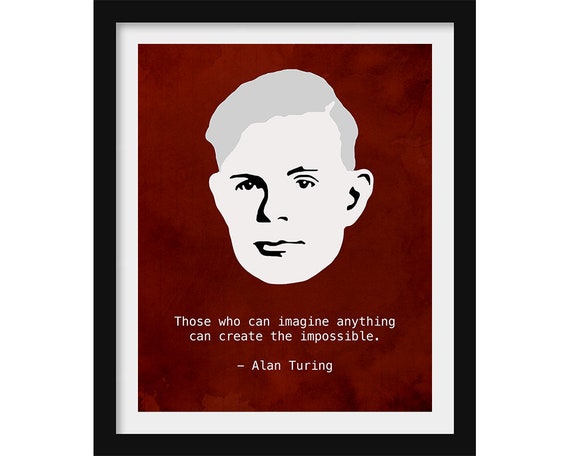 Those who can imagine anything
can create the impossible.
– Alan Turing